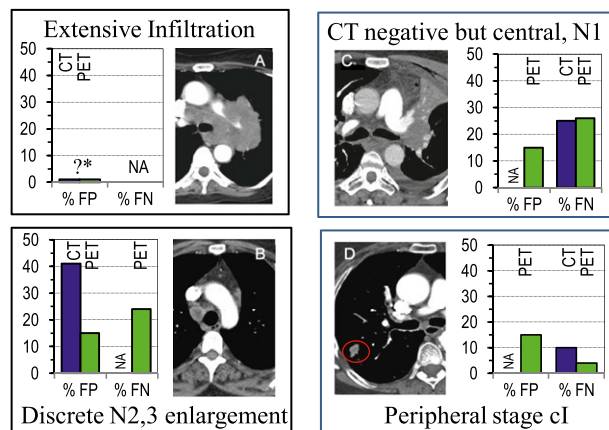 Extensive Infiltration
50
40
30
20
10
0
CT
PET
?*
NA
% FP
% FN
A
CT negative but central, N1
C
50
40
30
20
10
0
PET
CT
PET
NA
% FP
% FN
50
40
30
20
10
0
CT
PET
PET
NA
% FP
% FN
B
Discrete N2,3 enlargement
D
50
40
30
20
10
0
PET
CT
PET
NA
% FP
% FN
Peripheral stage cI